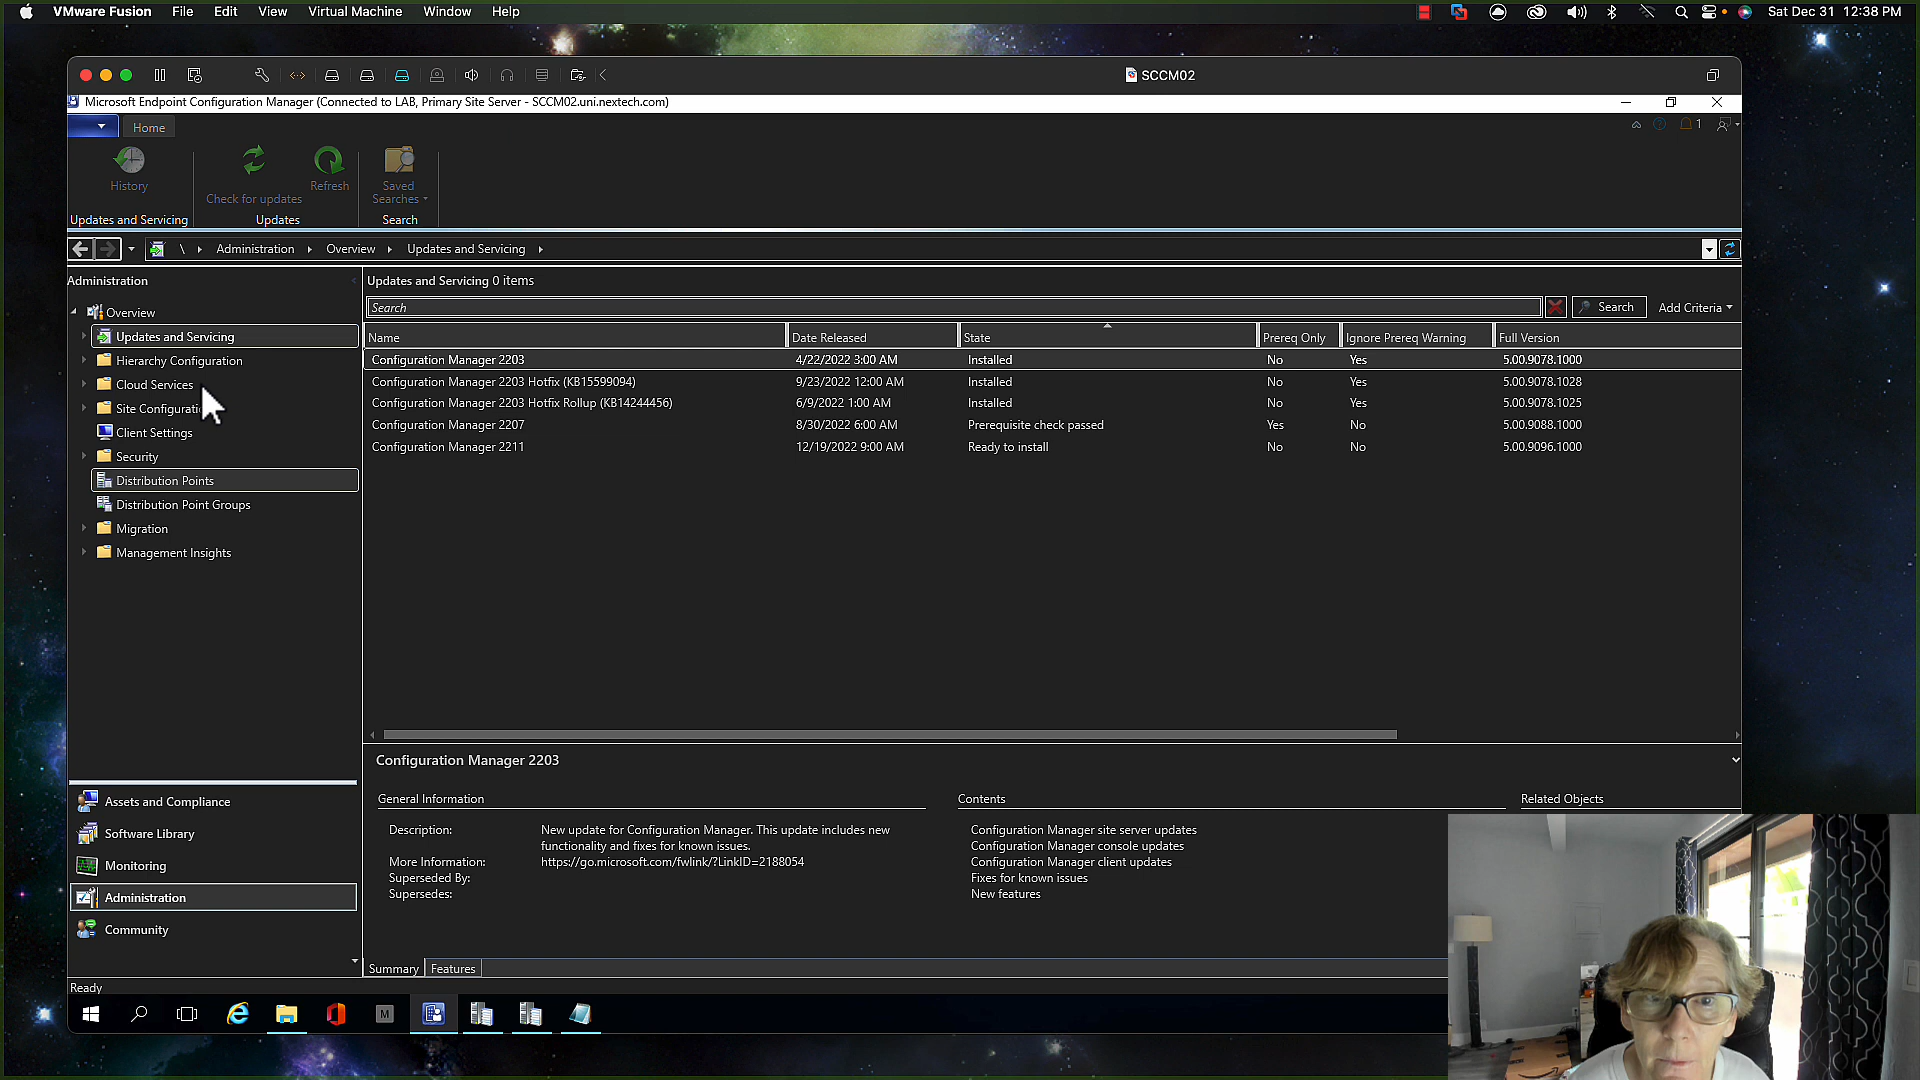 VMware Fusion File Edit View Virtual Machine Window Help Sat Dec 31 12:38 PM
SCCM02
Microsoft Endpoint Configuration Manager (Connected to LAB, Primary Site Server - SCCM02.uni.nextech.com)
Home
1
History
Check for updates
Refresh
Saved
Searches
Updates and Servicing
Updates
Search
\ Administration Overview Updates and Servicing
Administration
Overview
Updates and Servicing
Hierarchy Configuration
Cloud Services
Site Configurati
Client Settings
Security
Distribution Points
Distribution Point Groups
Migration
Management Insights
Assets and Compliance
Software Library
Monitoring
Administration
Community
Updates and Servicing 0 items
Search
Search
Add Criteria
Name Date Released State Prereq Only Ignore Prereq Warning Full Version
Configuration Manager 2203 4/22/2022 3:00 AM Installed No Yes 5.00.9078.1000
Configuration Manager 2203 Hotfix (KB15599094) 9/23/2022 12:00 AM Installed No Yes 5.00.9078.1028
Configuration Manager 2203 Hotfix Rollup (KB14244456) 6/9/2022 1:00 AM Installed No Yes 5.00.9078.1025
Configuration Manager 2207 8/30/2022 6:00 AM Prerequisite check passed Yes No 5.00.9088.1000
Configuration Manager 2211 12/19/2022 9:00 AM Ready to install No No 5.00.9096.1000
Configuration Manager 2203
General Information
Description: New update for Configuration Manager. This update includes new
functionality and fixes for known issues.
More Information: https://go.microsoft.com/fwlink/?LinkID=2188054
Superseded By:
Supersedes:
Contents
Configuration Manager site server updates
Configuration Manager console updates
Configuration Manager client updates
Fixes for known issues
New features
Related Objects
Summary
Features
Ready
M